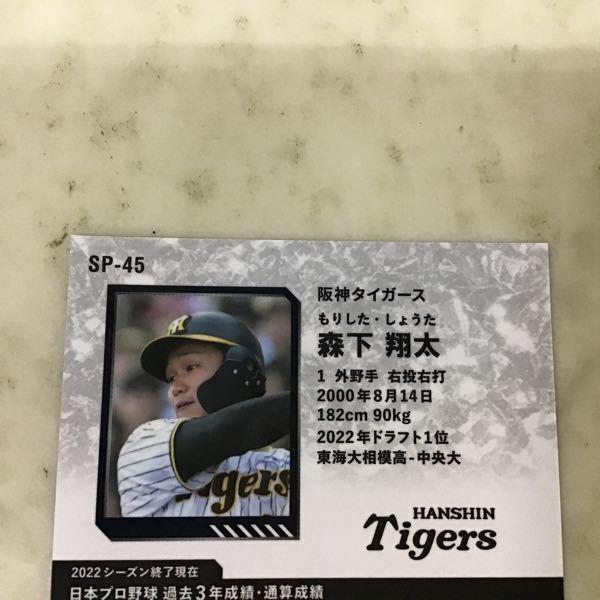 SP-45
阪神タイガース
もりした・しょうた
森下 翔太
1 外野手 右投右打
2000年8月14日
182cm 90kg
2022年ドラフト1位
東海大相模高-中央大
igers
HANSHIN
Tigers
2022シーズン終了現在
日本プロ野球 過去3年成績・通算成績